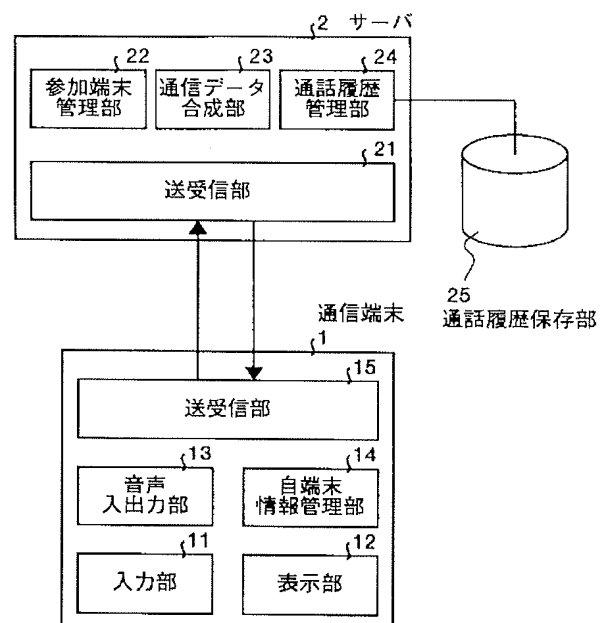 2 サーバ
22
23
24
参加端末
管理部
通信データ
合成部
通話履歴
管理部
21
送受信部
25
通話履歴保存部
通信端末
1
15
送受信部
13
14
音声
入出力部
自端末
情報管理部
11
12
入力部
表示部